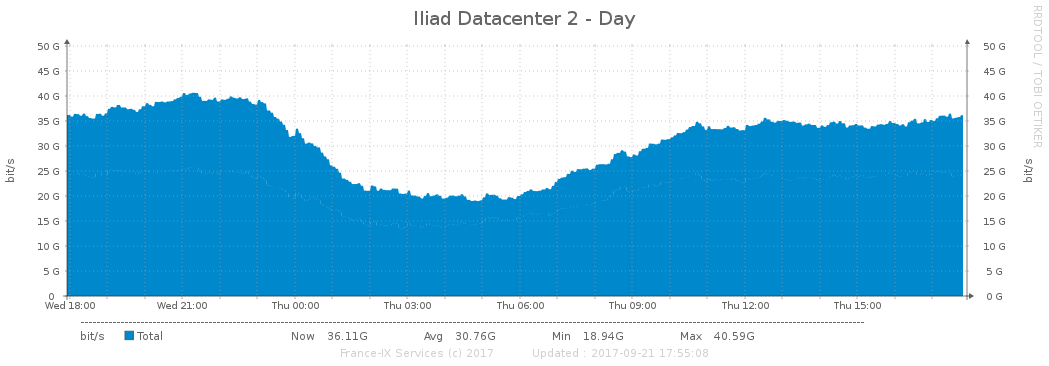 Iliad Datacenter 2 - Day
RRDTOOL / TOBI OETIKER
50 G 50 G
45 G 45 G
40 G 40 G
35 G 35 G
30 G 30 G
25 G 25 G
20 G 20 G
15 G 15 G
10 G 10 G
5 G 5 G
0 0 G
bit/s bit/s
Wed 18:00 Wed 21:00 Thu 00:00 Thu 03:00 Thu 06:00 Thu 09:00 Thu 12:00 Thu 15:00
bit/s Total Now 36.11G Avg 30.76G Min 18.94G Max 40.59G
France-IX Services (c) 2017 Updated : 2017-09-21 17:55:08